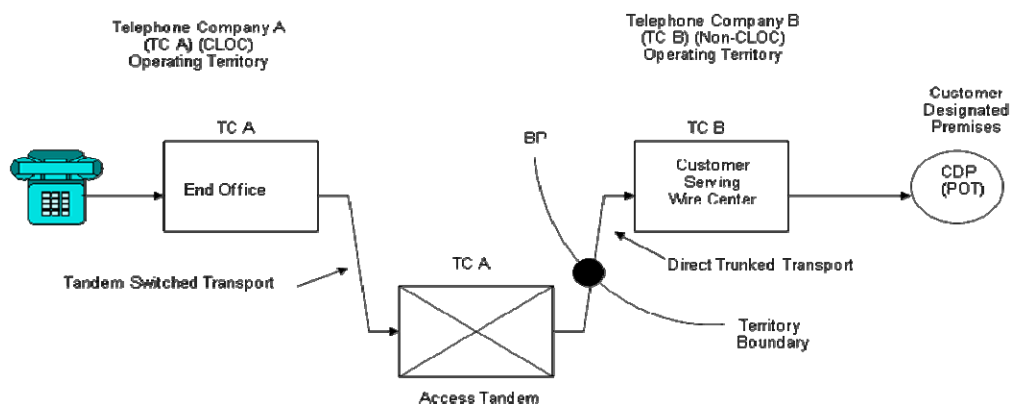 Telephone Company A
(TC A) (CLOC)
Operating Territory
Telephone Company B
(TC B) (Non-CLOC)
Operating Territory
Customer
Designated
Premises
TC A
End Office
BP
TC B
Customer
Serving
Wire Center
CDP
(POT)
Tandem Switched Transport
TC A
Direct Trunked Transport
Territory
Boundary
Access Tandem